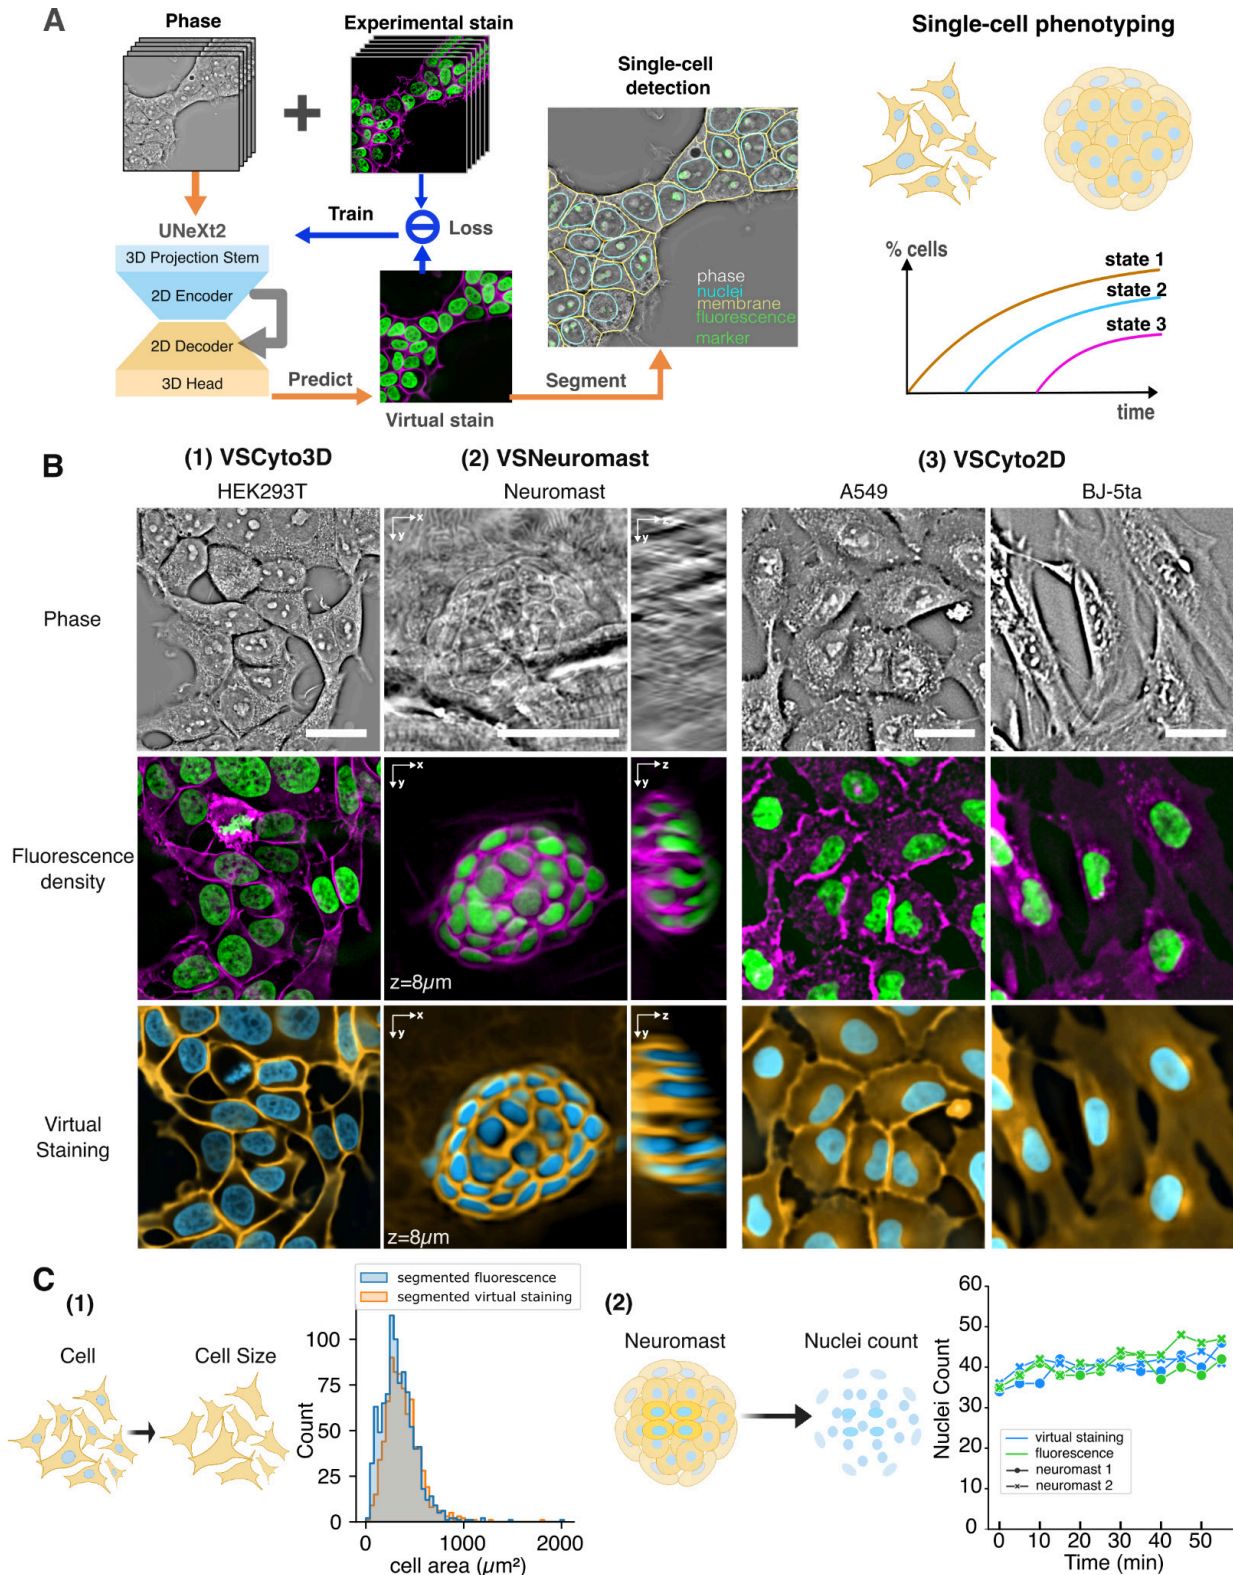 A
Phase
Experimental stain
Single-cell
detection
Single-cell phenotyping
Train
Loss
UNeXt2
3D Projection Stem
2D Encoder
2D Decoder
3D Head
Predict
Virtual stain
Segment
phase
nuclei
membrane
fluorescence
marker
% cells
state 1
state 2
state 3
time
B
(1) VSCyto3D
(2) VSNeuromast
(3) VSCyto2D
HEK293T
Neuromast
A549
BJ-5ta
Phase
x
y
z
y
Fluorescence
density
x
y
z=8µm
z
y
Virtual
Staining
x
y
z=8µm
z
y
C
(1)
Cell
Cell Size
segmented fluorescence
segmented virtual staining
Count
100
75
50
25
0
0
1000
2000
cell area (µm²)
(2)
Neuromast
Nuclei count
Nuclei Count
60
50
40
30
20
10
0
virtual staining
fluorescence
neuromast 1
neuromast 2
0
10
20
30
40
50
Time (min)